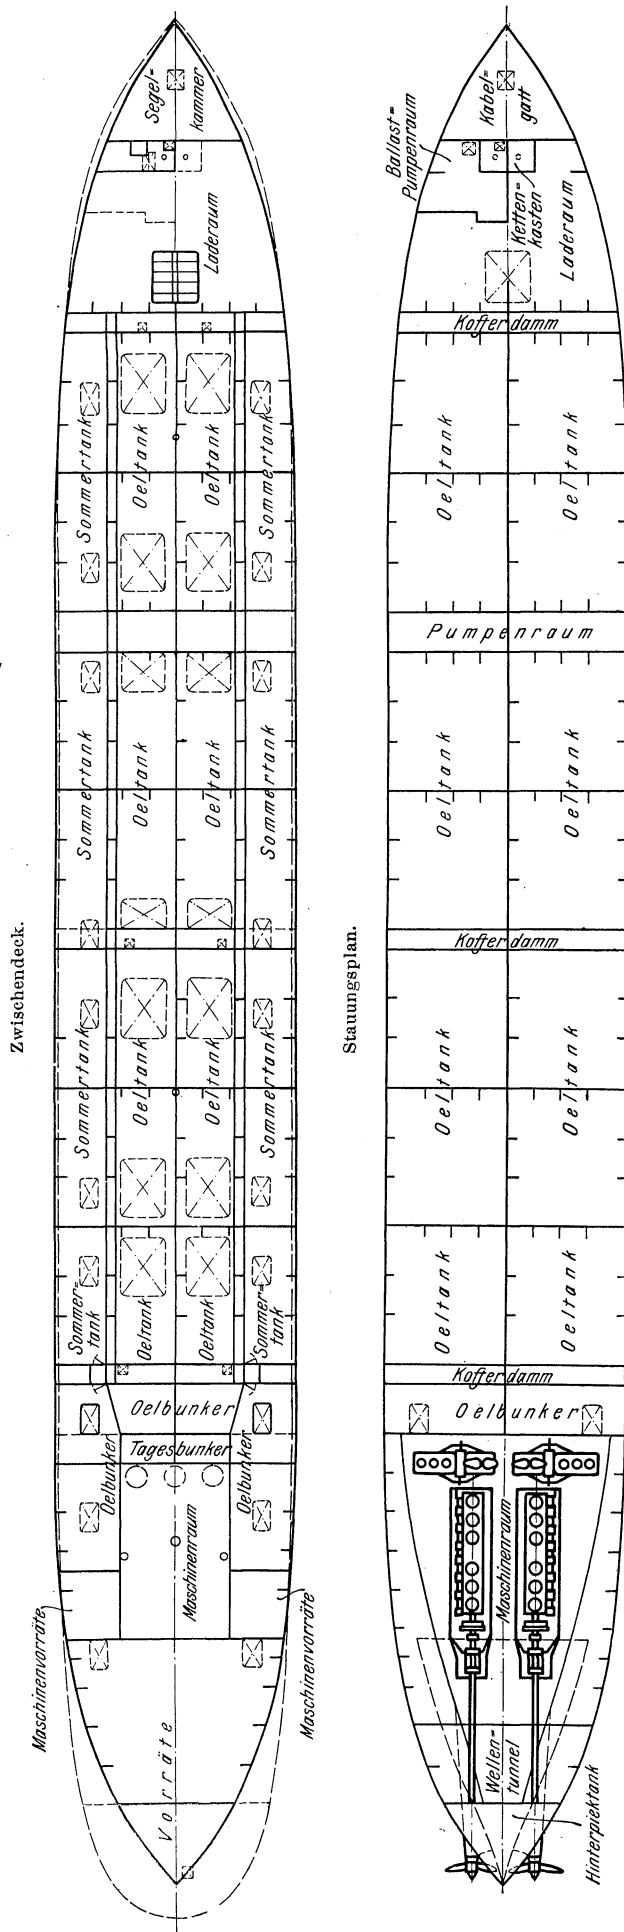 Zwischendeck.
Segel=
kammer
Laderaum
Sommertank
Oeltank
Oeltank
Sommertank
Sommertank
Oeltank
Oeltank
Sommertank
Sommertank
Oeltank
Oeltank
Sommertank
Sommer=
tank
Oeltank
Oeltank
Sommer=
tank
Oelbunker
Tagesbunker
Oelbunker
Oelbunker
Maschinenraum
Maschinenvorräte
Maschinenvorräte
Vorräte
Stauungsplan.
Kabel=
gatt
Ballast=
Pumpenraum
Ketten=
kasten
Laderaum
Kofferdamm
Oeltank
Oeltank
Pumpenraum
Oeltank
Oeltank
Kofferdamm
Oeltank
Oeltank
Oeltank
Oeltank
Kofferdamm
Oelbunker
Maschinenraum
Wellen=
tunnel
Hinterpiektank